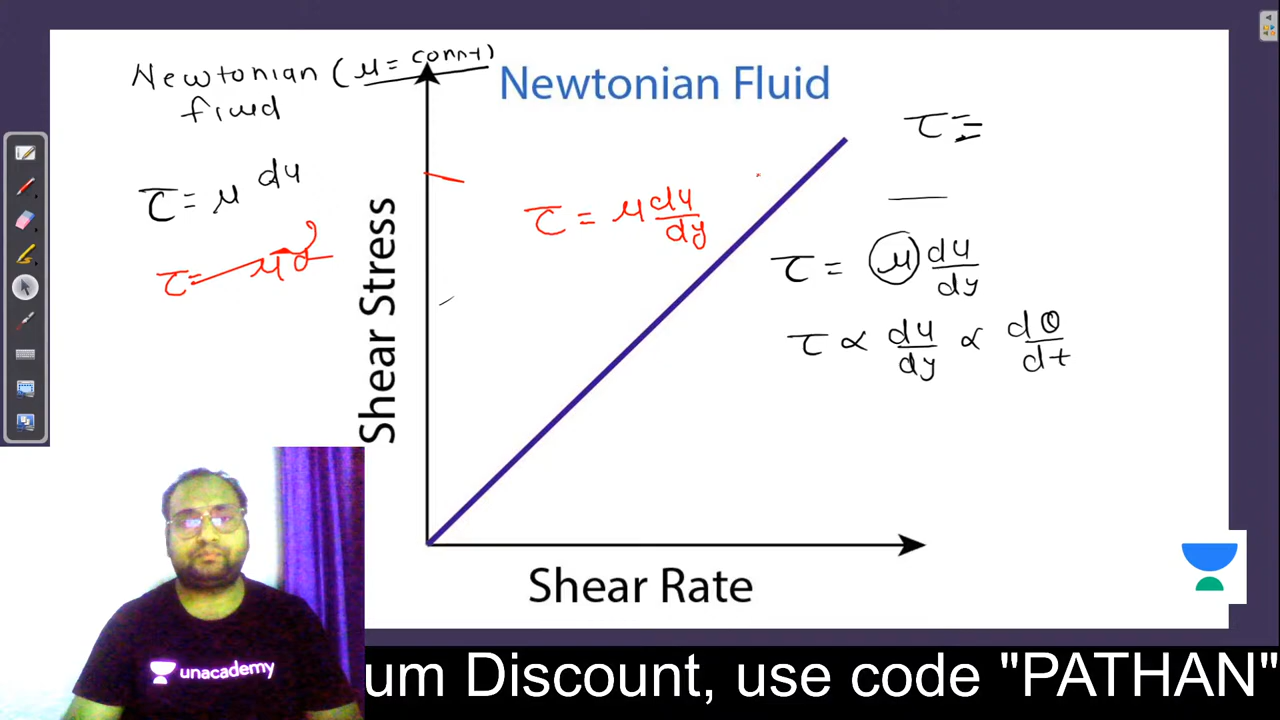 Newtonian (μ = const)
fluid
Newtonian Fluid
τ =
τ = μ du
τ = μ du/dy
τ = μ d
τ = μ du/dy
τ ∝ du/dy ∝ dθ/dt
Shear Stress
Shear Rate
unacademy
um Discount, use code "PATHAN"